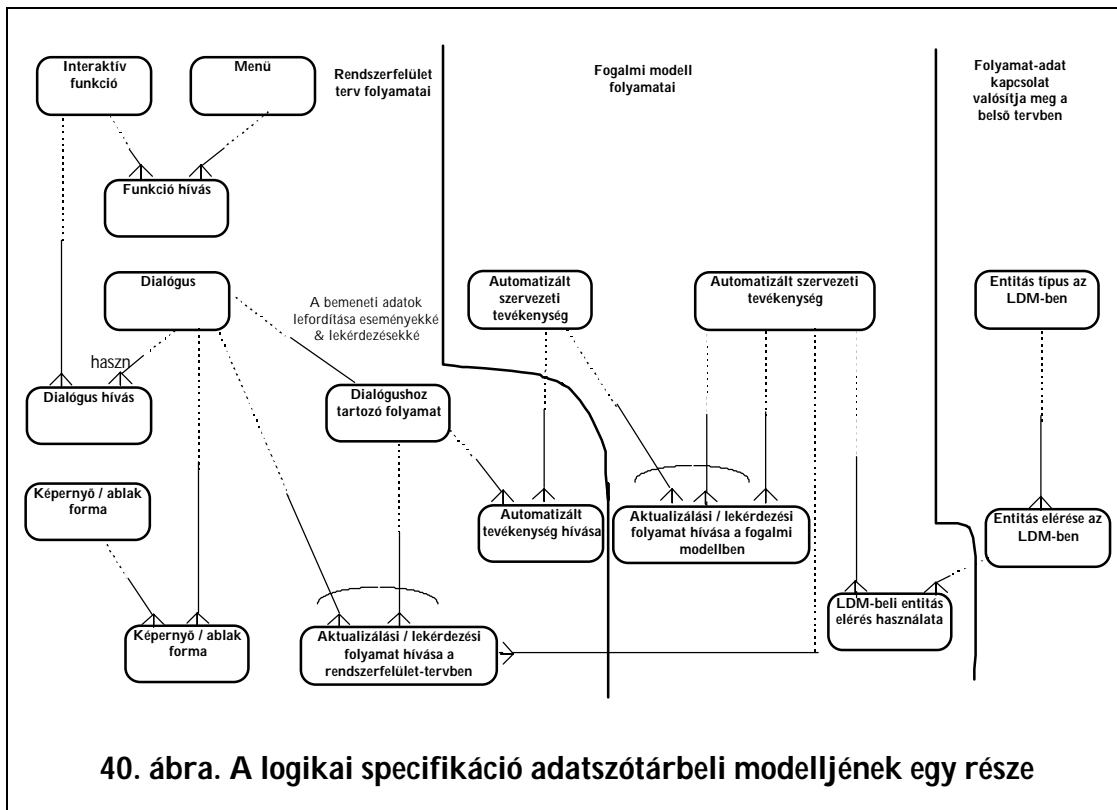 Interaktív
funkció
Menü
Rendszerfelület
terv folyamatai
Fogalmi modell
folyamatai
Folyamat-adat
kapcsolat
valósítja meg a
belső tervben
Funkció hívás
Dialógus
A bemeneti adatok
lefordítása eseményekké
& lekérdezésekké
Automatizált
szervezeti
tevékenység
Automatizált szervezeti
tevékenység
Entitás típus az
LDM-ben
haszn
Dialógus hívás
Dialógushoz
tartozó folyamat
Képernyő / ablak
forma
Automatizált
tevékenység hívása
Aktualizálási / lekérdezési
folyamat hívása a fogalmi
modellben
Entitás elérése az
LDM-ben
LDM-beli entitás
elérés használata
Képernyő / ablak
forma
Aktualizálási / lekérdezési
folyamat hívása a
rendszerfelület-tervben
40. ábra. A logikai specifikáció adatszótárbeli modelljének egy része